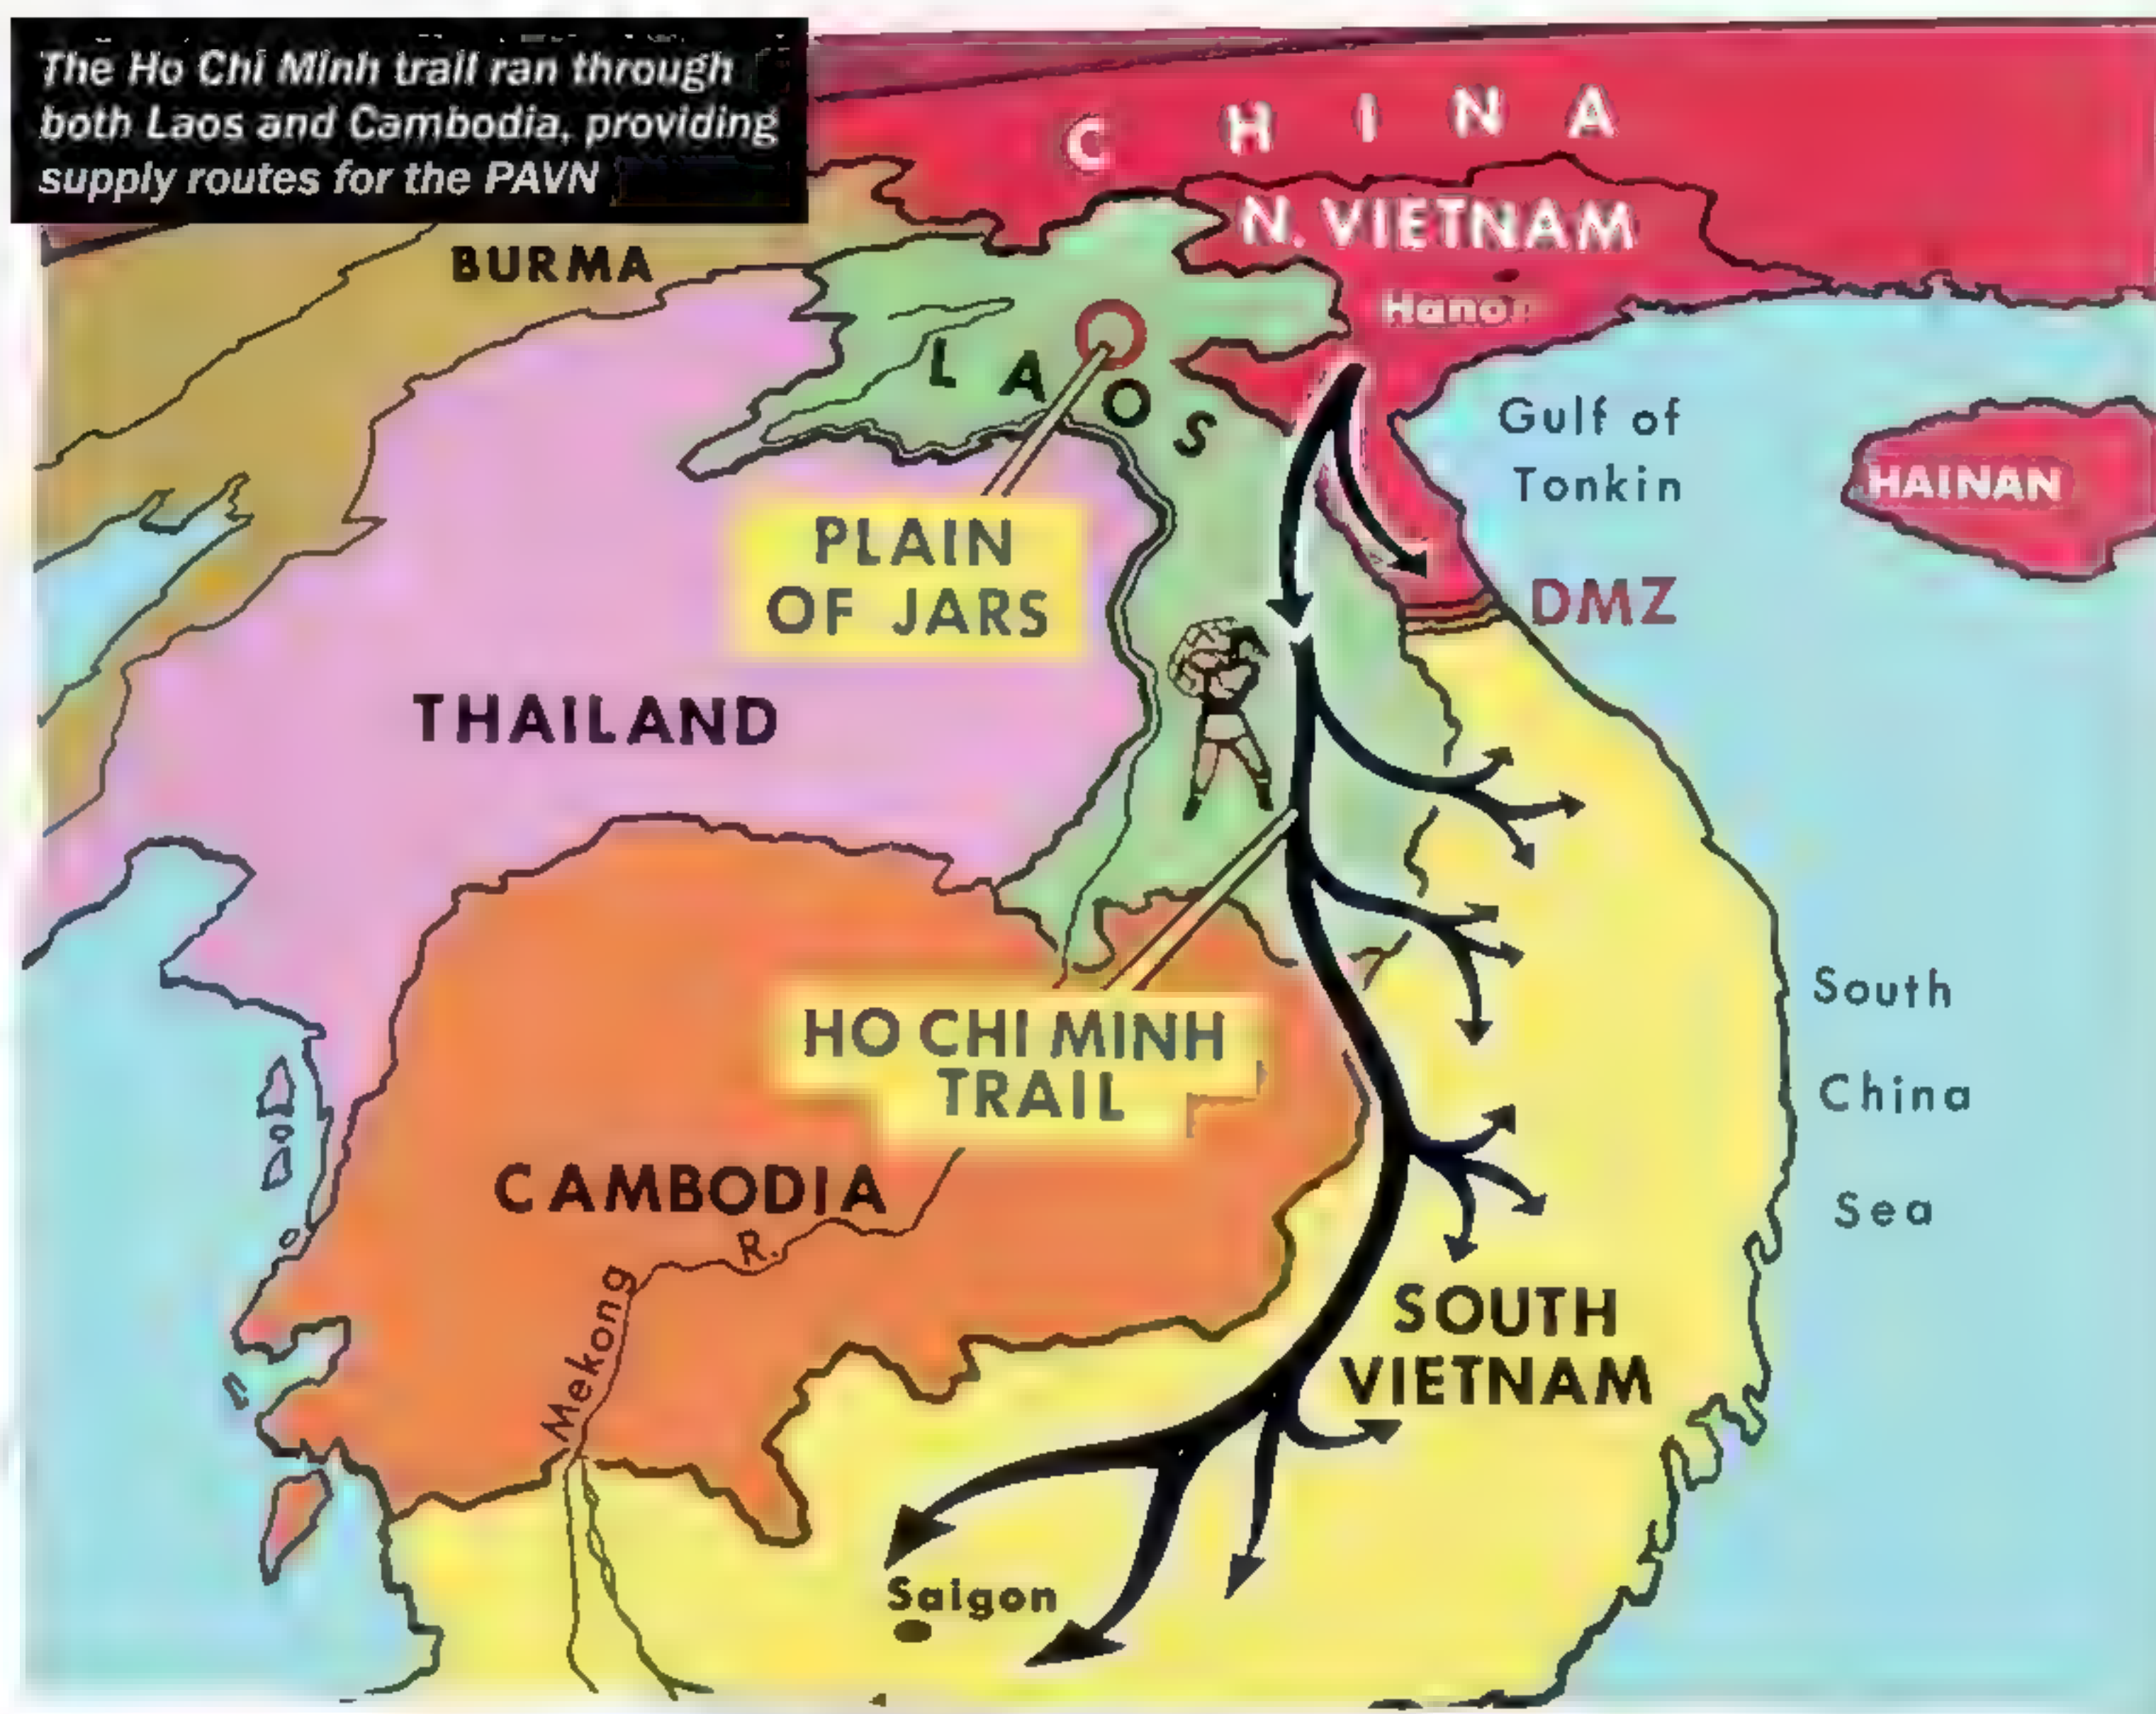 The Ho Chi Minh trail ran through
both Laos and Cambodia, providing
supply routes for the PAVN
CHINA
N. VIETNAM
BURMA
Hanoi
LAOS
Gulf of
Tonkin
HAINAN
PLAIN
OF JARS
DMZ
THAILAND
HO CHI MINH
TRAIL
South
China
Sea
CAMBODIA
Mekong R.
SOUTH
VIETNAM
Saigon